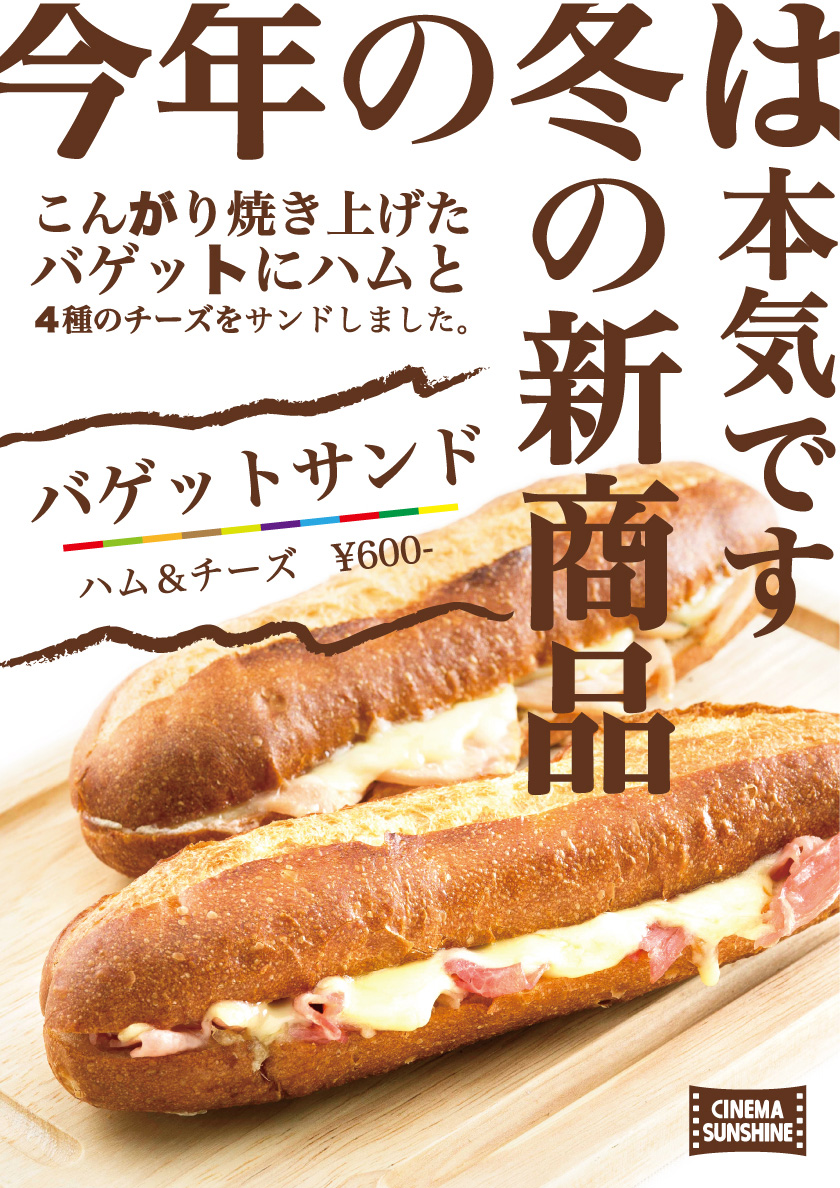 今年の冬は
本気です
の新商品
こんがり焼き上げた
バゲットにハムと
4種のチーズをサンドしました。
バゲットサンド
ハム＆チーズ　¥600-
CINEMA
SUNSHINE